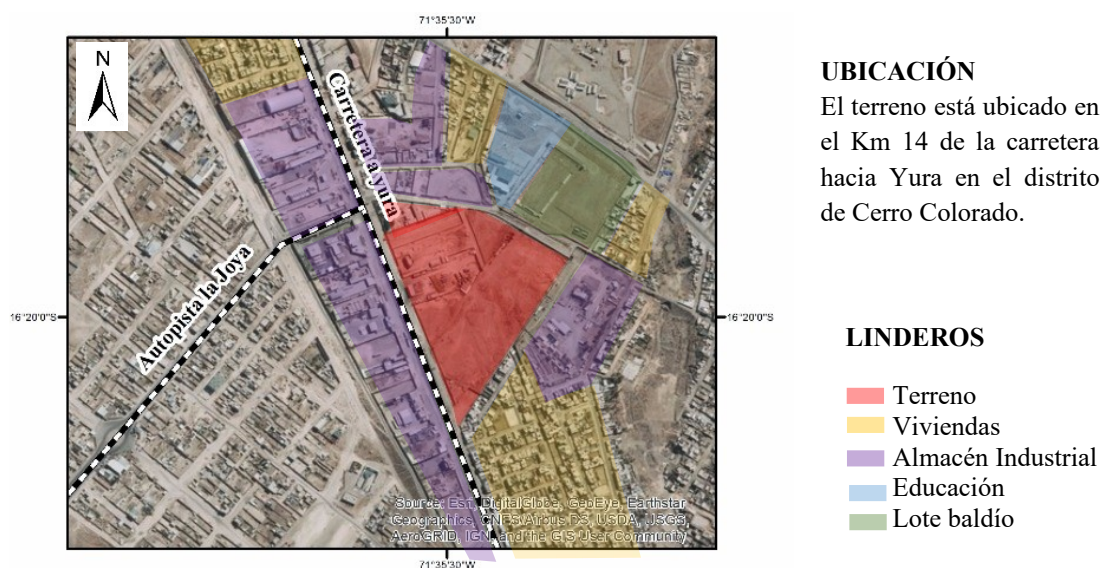 71°35'30"W
N
Carretera a yura
Autopista la Joya
16°20'0"S
16°20'0"S
Source: Esri, DigitalGlobe, GeoEye, Earthstar
Geographics, CNES/Airbus DS, USDA, USGS,
AeroGRID, IGN, and the GIS User Community
71°35'30"W
UBICACIÓN
El terreno está ubicado en
el Km 14 de la carretera
hacia Yura en el distrito
de Cerro Colorado.
LINDEROS
Terreno
Viviendas
Almacén Industrial
Educación
Lote baldío